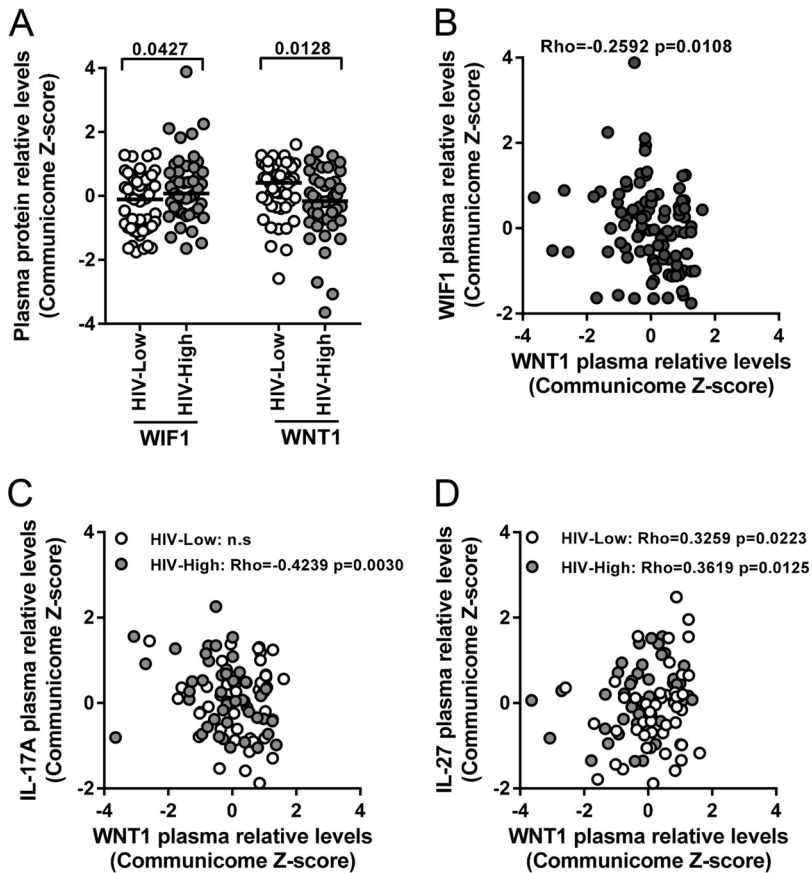 A
0.0427
0.0128
Plasma protein relative levels
(Communicome Z-score)
4
2
0
-2
-4
HIV-Low
HIV-High
HIV-Low
HIV-High
WIF1
WNT1
B
Rho=-0.2592 p=0.0108
WIF1 plasma relative levels
(Communicome Z-score)
4
2
0
-2
-4
-2
0
2
4
WNT1 plasma relative levels
(Communicome Z-score)
C
HIV-Low: n.s
HIV-High: Rho=-0.4239 p=0.0030
IL-17A plasma relative levels
(Communicome Z-score)
4
2
0
-2
-4
-2
0
2
4
WNT1 plasma relative levels
(Communicome Z-score)
D
HIV-Low: Rho=0.3259 p=0.0223
HIV-High: Rho=0.3619 p=0.0125
IL-27 plasma relative levels
(Communicome Z-score)
4
2
0
-2
-4
-2
0
2
4
WNT1 plasma relative levels
(Communicome Z-score)